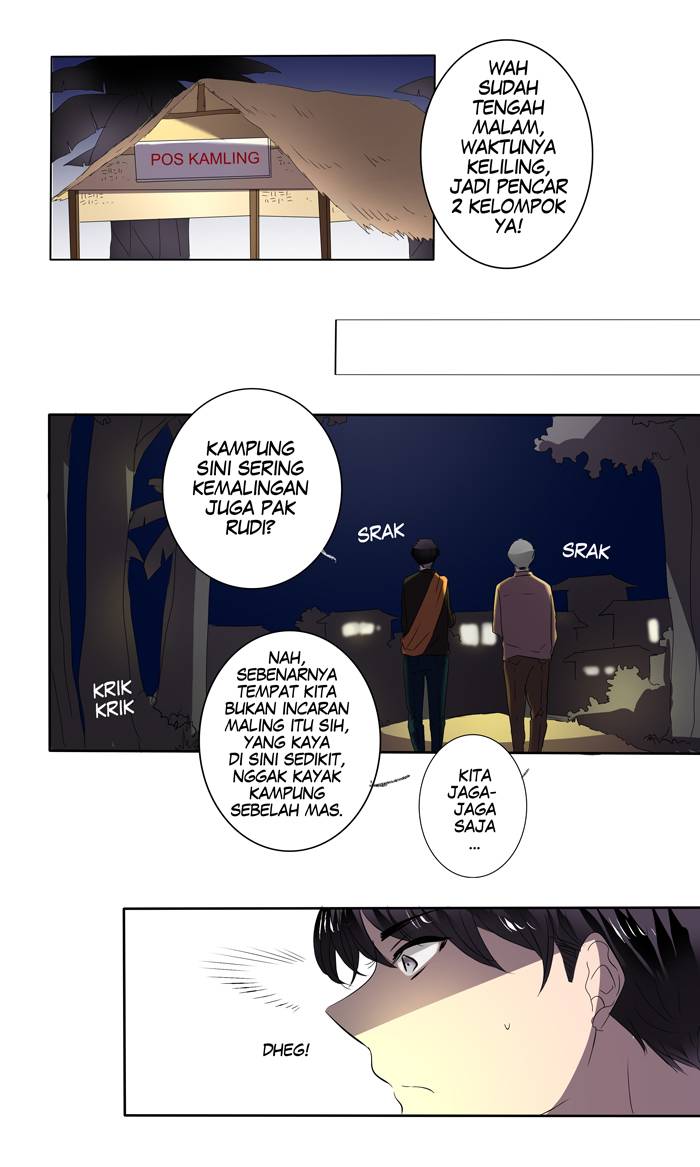 WAH
SUDAH
TENGAH
MALAM,
WAKTUNYA
KELILING,
JADI PENCAR
2 KELOMPOK
YA!
POS KAMLING
KAMPUNG
SINI SERING
KEMALINGAN
JUGA PAK
RUDI?
SRAK
SRAK
NAH,
SEBENARNYA
TEMPAT KITA
BUKAN INCARAN
MALING ITU SIH,
YANG KAYA
DI SINI SEDIKIT,
NGGAK KAYAK
KAMPUNG
SEBELAH MAS.
KRIK
KRIK
KITA
JAGA-
JAGA
SAJA
...
DHEG!